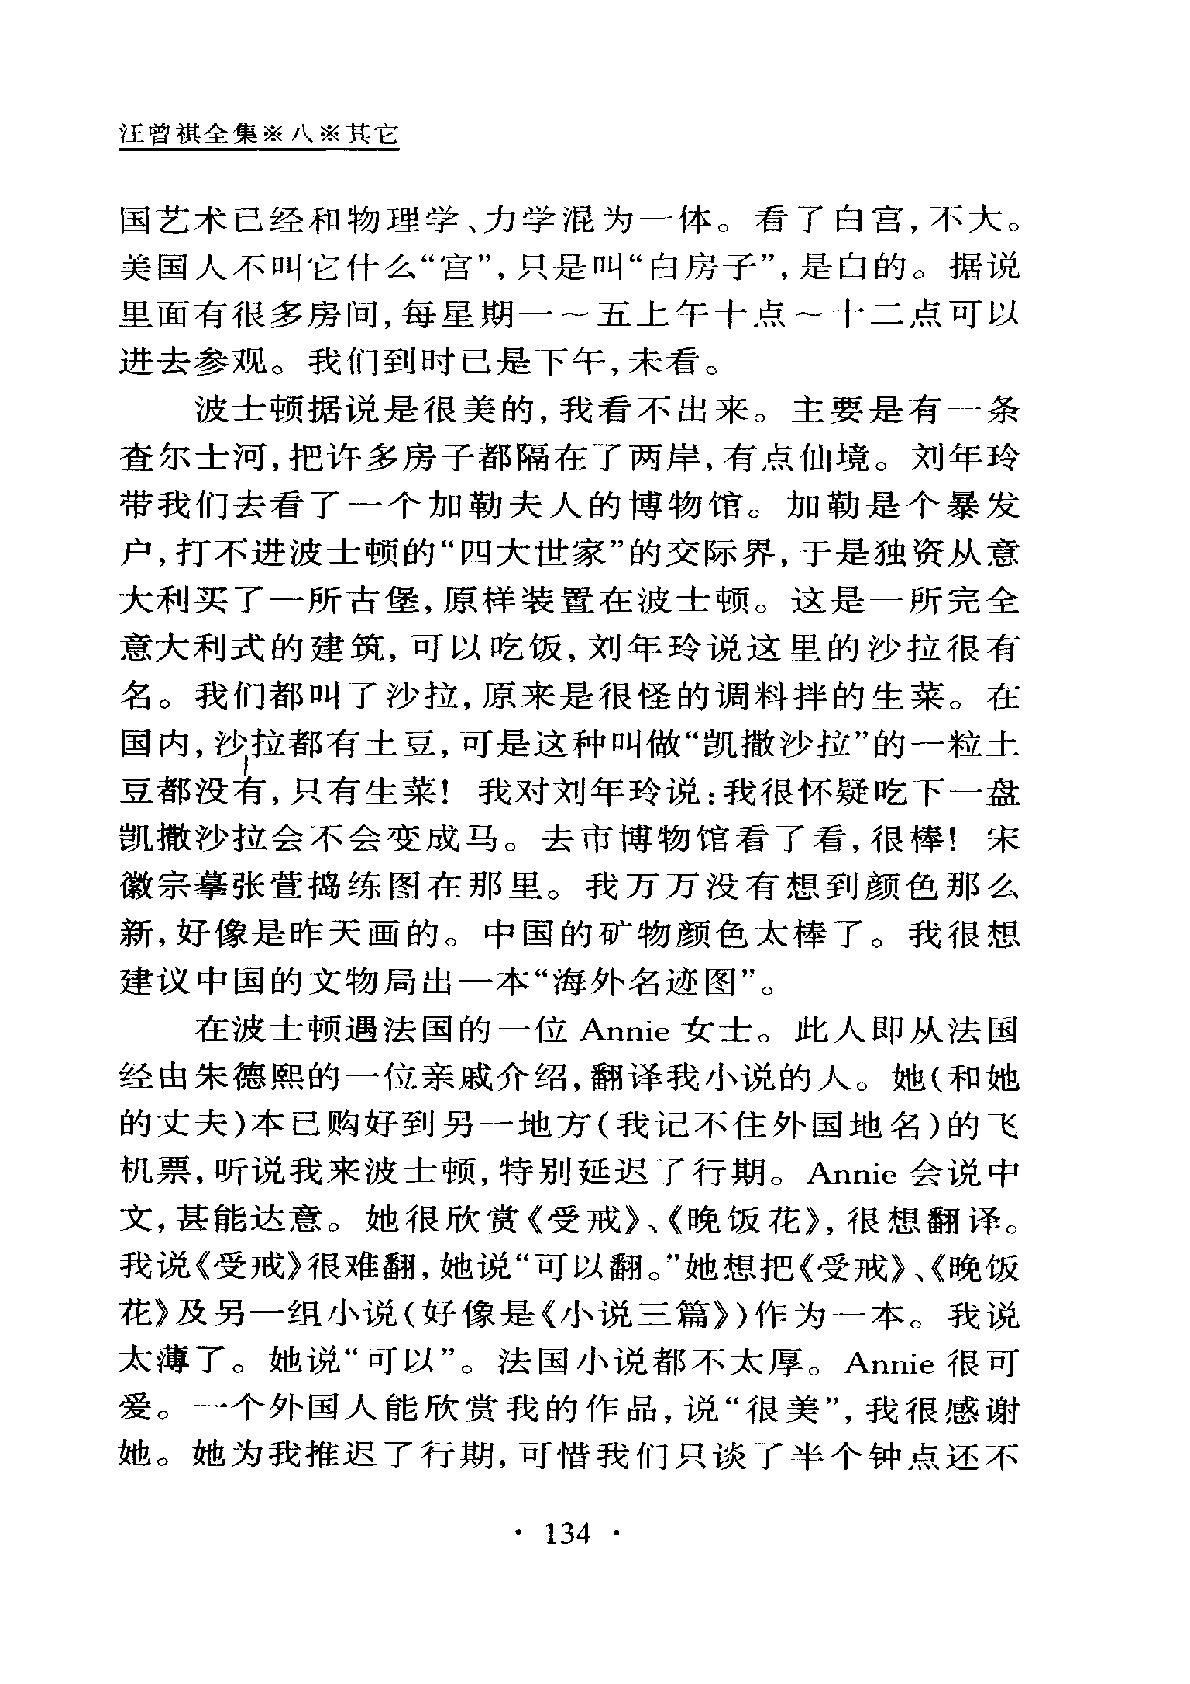 汪曾祺全集※八※其它
国艺术已经和物理学、力学混为一体。看了白宫,不大。
美国人不叫它什么“宫”,只是叫“白房子”,是白的。据说
里面有很多房间,每星期一～五上午十点～十二点可以
进去参观。我们到时已是下午,未看。
波士顿据说是很美的,我看不出来。主要是有一条
查尔士河,把许多房子都隔在了两岸,有点仙境。刘年玲
带我们去看了一个加勒夫人的博物馆。加勒是个暴发
户,打不进波士顿的“四大世家”的交际界,于是独资从意
大利买了一所古堡,原样装置在波士顿。这是一所完全
意大利式的建筑,可以吃饭,刘年玲说这里的沙拉很有
名。我们都叫了沙拉,原来是很怪的调料拌的生菜。在
国内,沙拉都有土豆,可是这种叫做“凯撒沙拉”的一粒土
豆都没有,只有生菜!我对刘年玲说:我很怀疑吃下一盘
凯撒沙拉会不会变成马。去市博物馆看了看,很棒!宋
徽宗摹张萱捣练图在那里。我万万没有想到颜色那么
新,好像是昨天画的。中国的矿物颜色太棒了。我很想
建议中国的文物局出一本“海外名迹图”。
在波士顿遇法国的一位 Annie 女士。此人即从法国
经由朱德熙的一位亲戚介绍,翻译我小说的人。她(和她
的丈夫)本已购好到另一地方(我记不住外国地名)的飞
机票,听说我来波士顿,特别延迟了行期。Annie 会说中
文,甚能达意。她很欣赏《受戒》、《晚饭花》,很想翻译。
我说《受戒》很难翻,她说“可以翻。”她想把《受戒》、《晚饭
花》及另一组小说(好像是《小说三篇》)作为一本。我说
太薄了。她说“可以”。法国小说都不太厚。Annie 很可
爱。一个外国人能欣赏我的作品,说“很美”,我很感谢
她。她为我推迟了行期,可惜我们只谈了半个钟点还不
· 134 ·